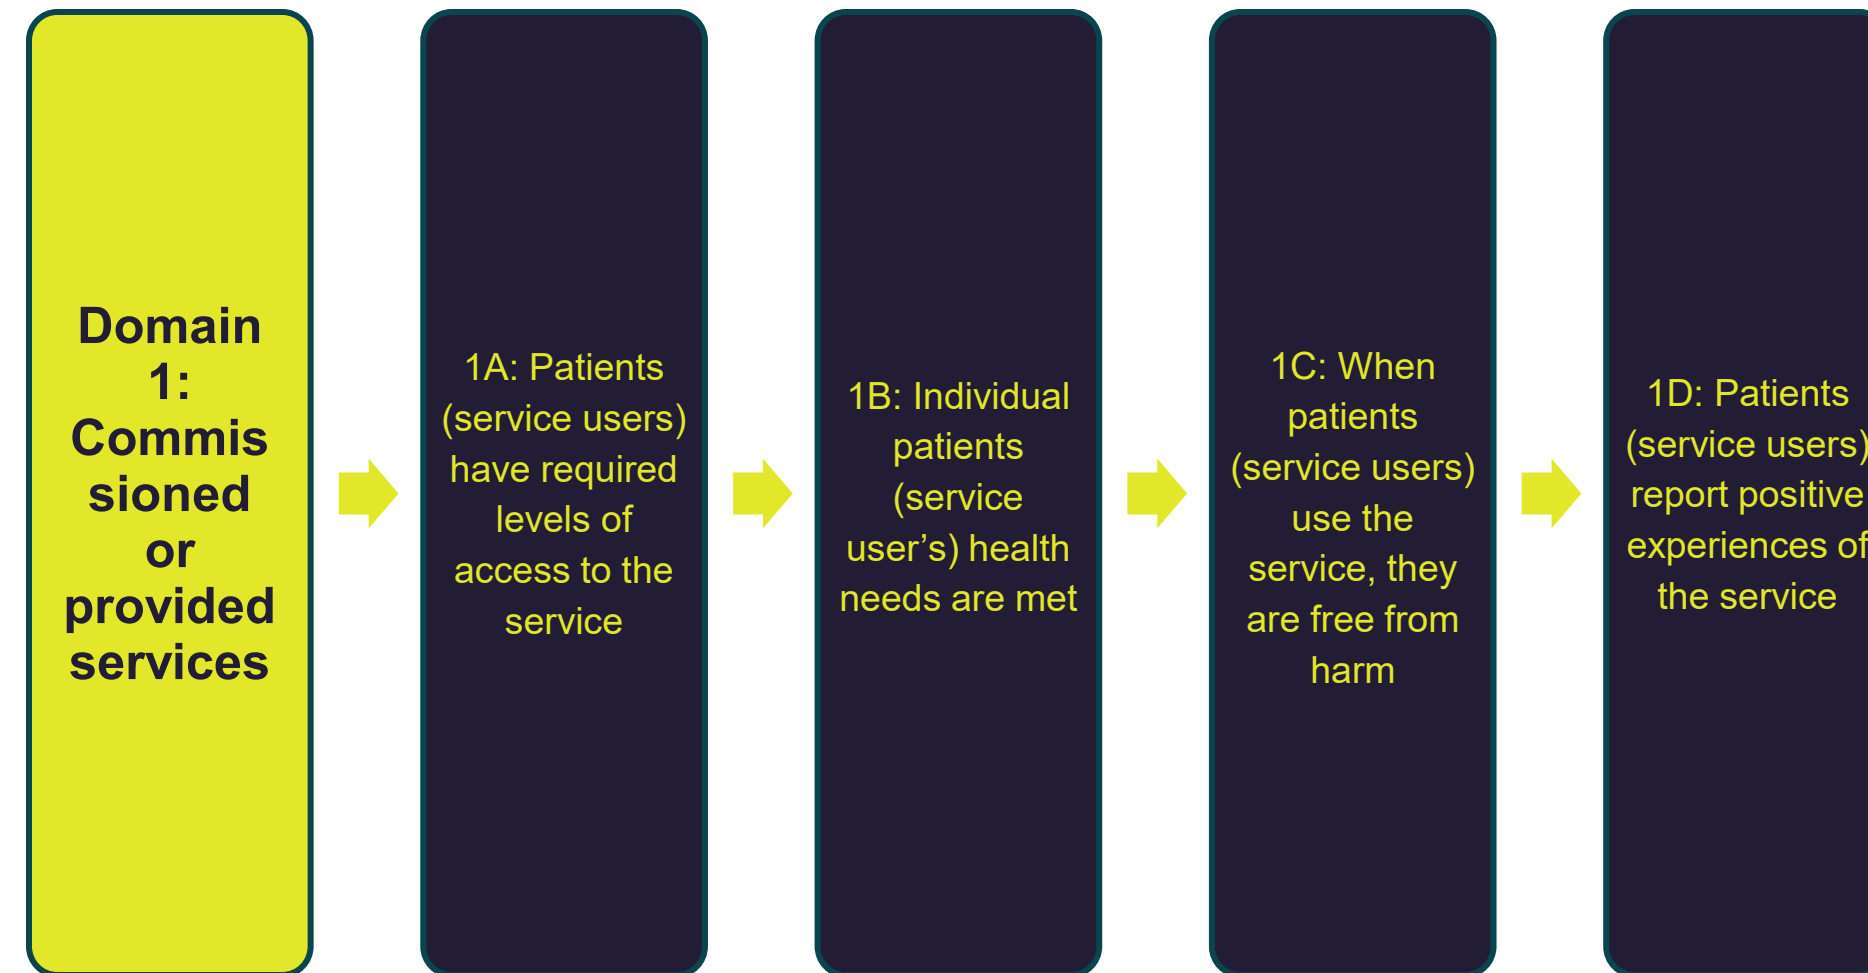 Domain
1:
Commis
sioned
or
provided
services
1A: Patients
(service users)
have required
levels of
access to the
service
1B: Individual
patients
(service
user’s) health
needs are met
1C: When
patients
(service users)
use the
service, they
are free from
harm
1D: Patients
(service users)
report positive
experiences of
the service